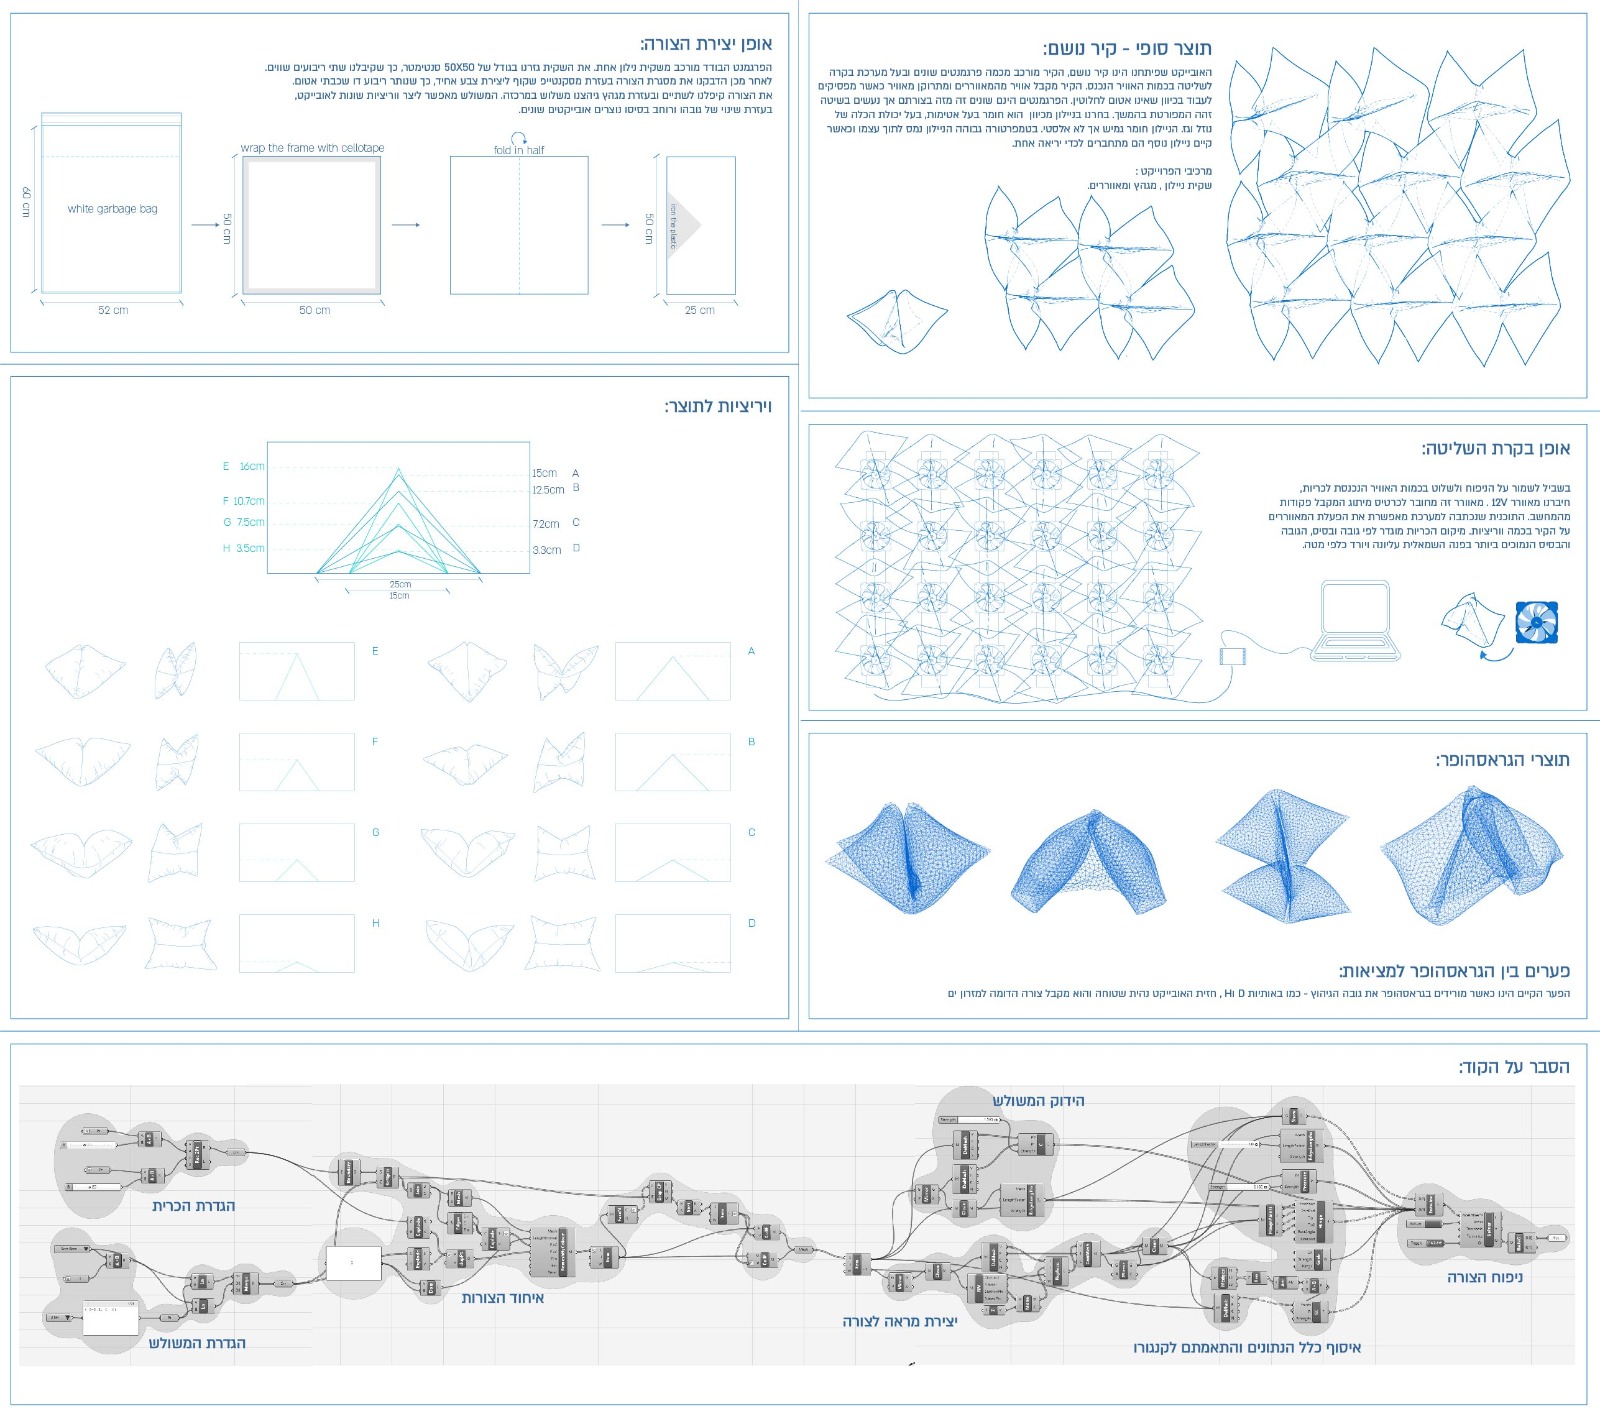 תוצר סופי - קיר נושם:
האובייקט שפיתחנו הינו קיר נושם, הקיר מורכב מכמה פרגמנטים שונים ובעל מערכת בקרה
לשליטה בכמות האוויר הנכנס. הקיר מקבל אוויר מהמאווררים ומתרוקן מאוויר כאשר מפסיקים
לעבוד בכיוון שאינו אטום לחלוטין. הפרגמנטים הינם שונים זה מזה בצורתם אך נעשים בשיטה
זהה המפורטת בהמשך. בחרנו בניילון מכיוון הוא חומר בעל אטימות, בעל יכולת הכלה של
נוזל וגז. הניילון חומר גמיש אך לא אלסטי. בטמפרטורה גבוהה הניילון נמס לתוך עצמו וכאשר
קיים ניילון נוסף הם מתחברים לכדי יריאה אחת.
מרכיבי הפרוייקט :
שקית ניילון , מגהץ ומאווררים.
אופן יצירת הצורה:
הפרגמנט הבודד מורכב משקית נילון אחת. את השקית גזרנו בגודל של 50X50 סנטימטר, כך שקיבלנו שתי ריבועים שווים.
לאחר מכן הדבקנו את מסגרת הצורה בעזרת מסקנטייפ שקוף ליצירת צבע אחיד, כך שנותר ריבוע דו שכבתי אטום.
את הצורה קיפלנו לשתיים ובעזרת מגהץ גיהצנו משולש במרכזה. המשולש מאפשר ליצר ווריציות שונות לאובייקט,
בעזרת שינוי של גובהו ורוחב בסיסו נוצרים אובייקטים שונים.
white garbage bag
60 cm
52 cm
wrap the frame with cellotape
50 cm
50 cm
fold in half
iron the plastic
50 cm
25 cm
ויריציות לתוצר:
E 16cm
F 10.7cm
G 7.5cm
H 3.5cm
15cm A
12.5cm B
7.2cm C
3.3cm D
25cm
15cm
E
A
F
B
G
C
H
D
אופן בקרת השליטה:
בשביל לשמור על הניפוח ולשלוט בכמות האוויר הנכנסת לכריות,
חיברנו מאוורר 12V . מאוורר זה מחובר לכרטיס מיתוג המקבל פקודות
מהמחשב. התוכנית שנכתבה למערכת מאפשרת את הפעלת המאווררים
על הקיר בכמה ווריציות. מיקום הכריות מוגדר לפי גובה ובסיס, הגובה
והבסיס הנמוכים ביותר בפנה השמאלית עליונה ויורד כלפי מטה.
תוצרי הגראסהופר:
פערים בין הגראסהופר למציאות:
הפער הקיים הינו כאשר מורידים בגראסהופר את גובה הגיהוץ - כמו באותיות D וH , חזית האובייקט נהית שטוחה והוא מקבל צורה הדומה למזרון ים
הסבר על הקוד:
הידוק המשולש
הגדרת הכרית
ניפוח הצורה
איחוד הצורות
יצירת מראה לצורה
הגדרת המשולש
איסוף כלל הנתונים והתאמתם לקנגורו